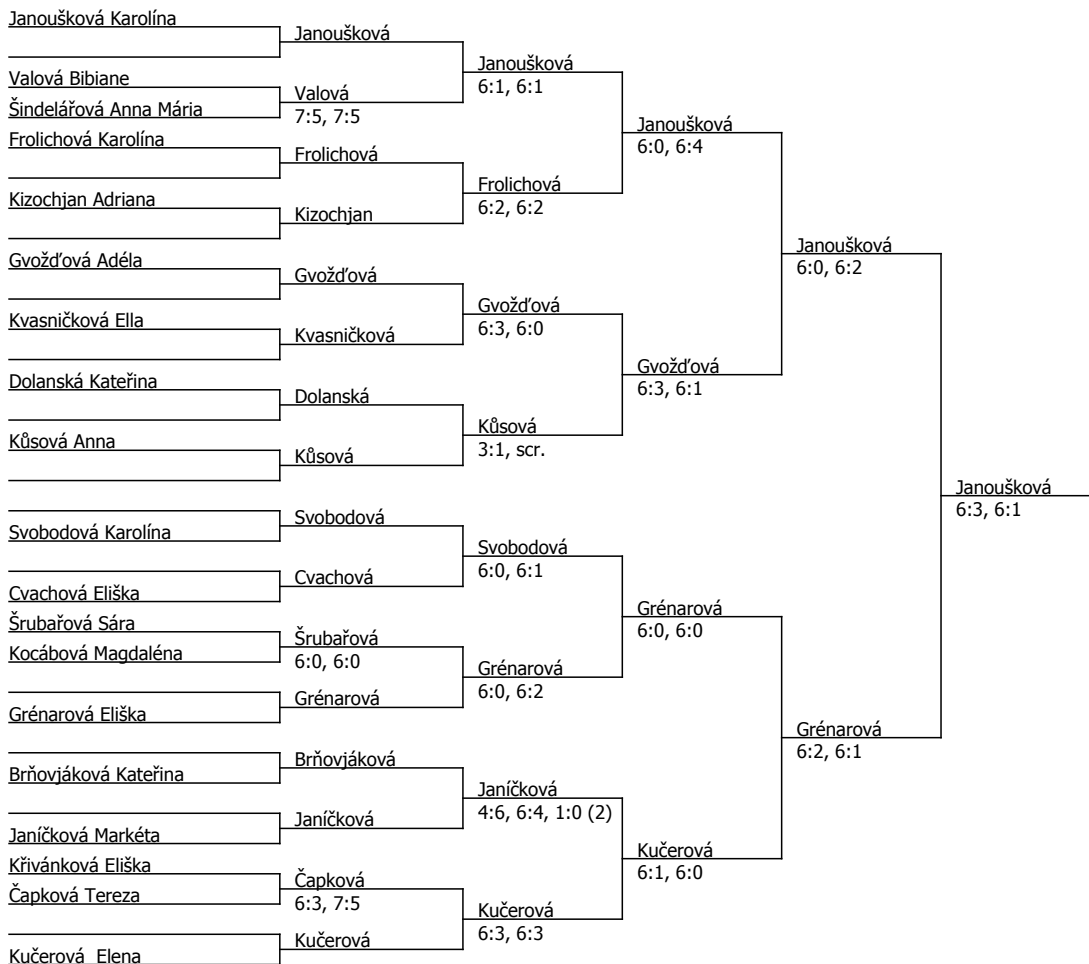 Janoušková Karolína
Valová Bibiane
Šindelářová Anna Mária
Frolichová Karolína
Kizochjan Adriana
Gvožďová Adéla
Kvasničková Ella
Dolanská Kateřina
Kůsová Anna
Svobodová Karolína
Cvachová Eliška
Šrubařová Sára
Kocábová Magdaléna
Grénarová Eliška
Brňovjáková Kateřina
Janíčková Markéta
Křivánková Eliška
Čapková Tereza
Kučerová  Elena
Janoušková
Valová
7:5, 7:5
Frolichová
Kizochjan
Gvožďová
Kvasničková
Dolanská
Kůsová
Svobodová
Cvachová
Šrubařová
6:0, 6:0
Grénarová
Brňovjáková
Janíčková
Čapková
6:3, 7:5
Kučerová
Janoušková
6:1, 6:1
Frolichová
6:2, 6:2
Gvožďová
6:3, 6:0
Kůsová
3:1, scr.
Svobodová
6:0, 6:1
Grénarová
6:0, 6:2
Janíčková
4:6, 6:4, 1:0 (2)
Kučerová
6:3, 6:3
Janoušková
6:0, 6:4
Gvožďová
6:3, 6:1
Grénarová
6:0, 6:0
Kučerová
6:1, 6:0
Janoušková
6:0, 6:2
Grénarová
6:2, 6:1
Janoušková
6:3, 6:1